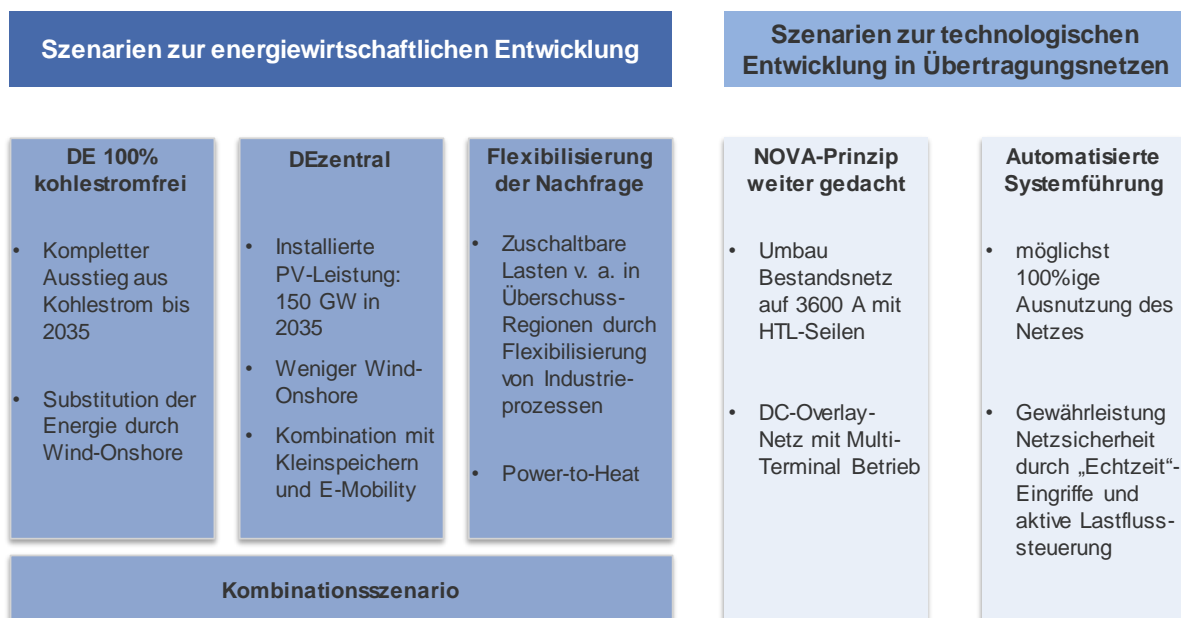 Szenarien zur energiewirtschaftlichen Entwicklung
Szenarien zur technologischen
Entwicklung in Übertragungsnetzen
DE 100%
kohlestromfrei
• Kompletter
Ausstieg aus
Kohlestrom bis
2035
• Substitution der
Energie durch
Wind-Onshore
DEzentral
• Installierte
PV-Leistung:
150 GW in
2035
• Weniger Wind-
Onshore
• Kombination mit
Kleinspeichern
und E-Mobility
Flexibilisierung
der Nachfrage
• Zuschaltbare
Lasten v. a. in
Überschuss-
Regionen durch
Flexibilisierung
von Industrie-
prozessen
• Power-to-Heat
Kombinationsszenario
NOVA-Prinzip
weiter gedacht
• Umbau
Bestandsnetz
auf 3600 A mit
HTL-Seilen
• DC-Overlay-
Netz mit Multi-
Terminal Betrieb
Automatisierte
Systemführung
• möglichst
100%ige
Ausnutzung des
Netzes
• Gewährleistung
Netzsicherheit
durch „Echtzeit“-
Eingriffe und
aktive Lastfluss-
steuerung